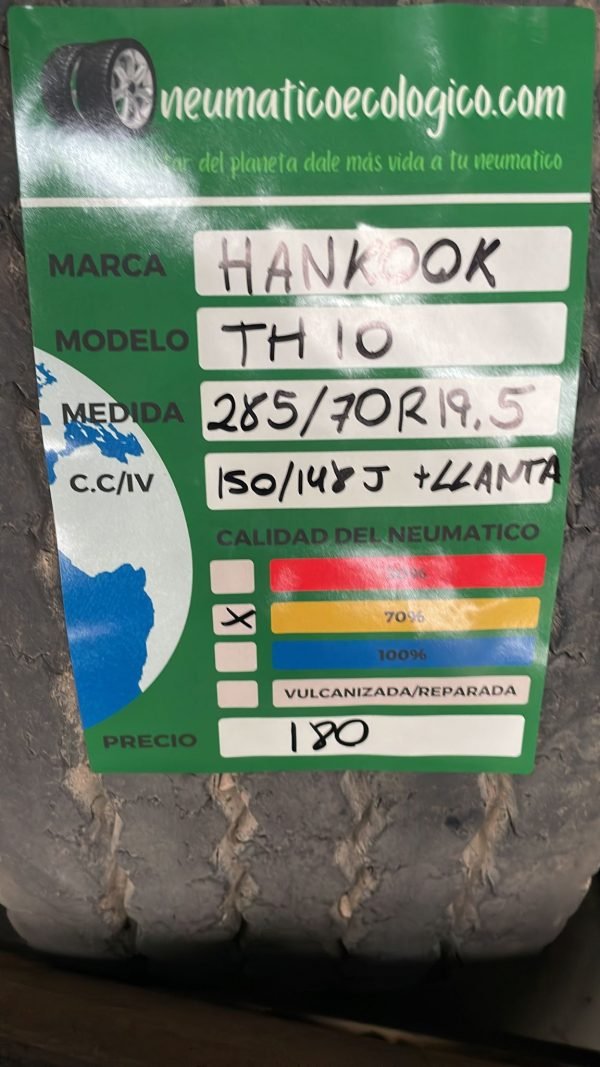 neumaticoecologico.com
del planeta dale más vida a tu neumatico
MARCA HANKOOK
MODELO TH 10
MEDIDA 285/70R19.5
C.C/IV 150/148 J +LLANTA
CALIDAD DEL NEUMATICO
X 70%
100%
VULCANIZADA/REPARADA
PRECIO 180